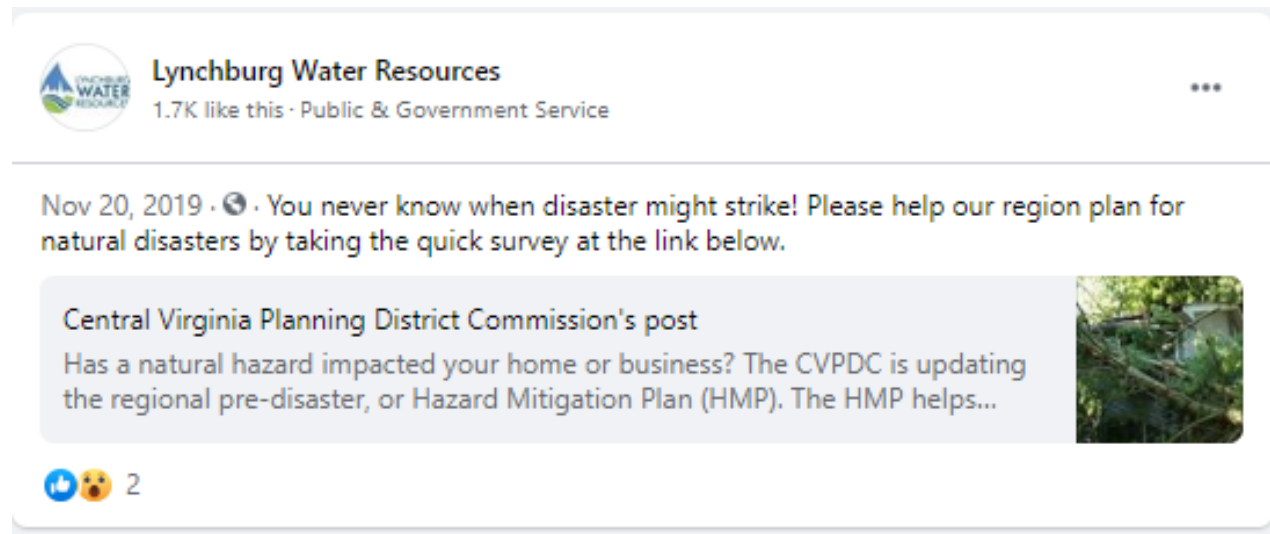 LYNCHBURG
WATER
RESOURCES
Lynchburg Water Resources
1.7K like this · Public & Government Service
Nov 20, 2019 · · You never know when disaster might strike! Please help our region plan for
natural disasters by taking the quick survey at the link below.
Central Virginia Planning District Commission's post
Has a natural hazard impacted your home or business? The CVPDC is updating
the regional pre-disaster, or Hazard Mitigation Plan (HMP). The HMP helps...
2